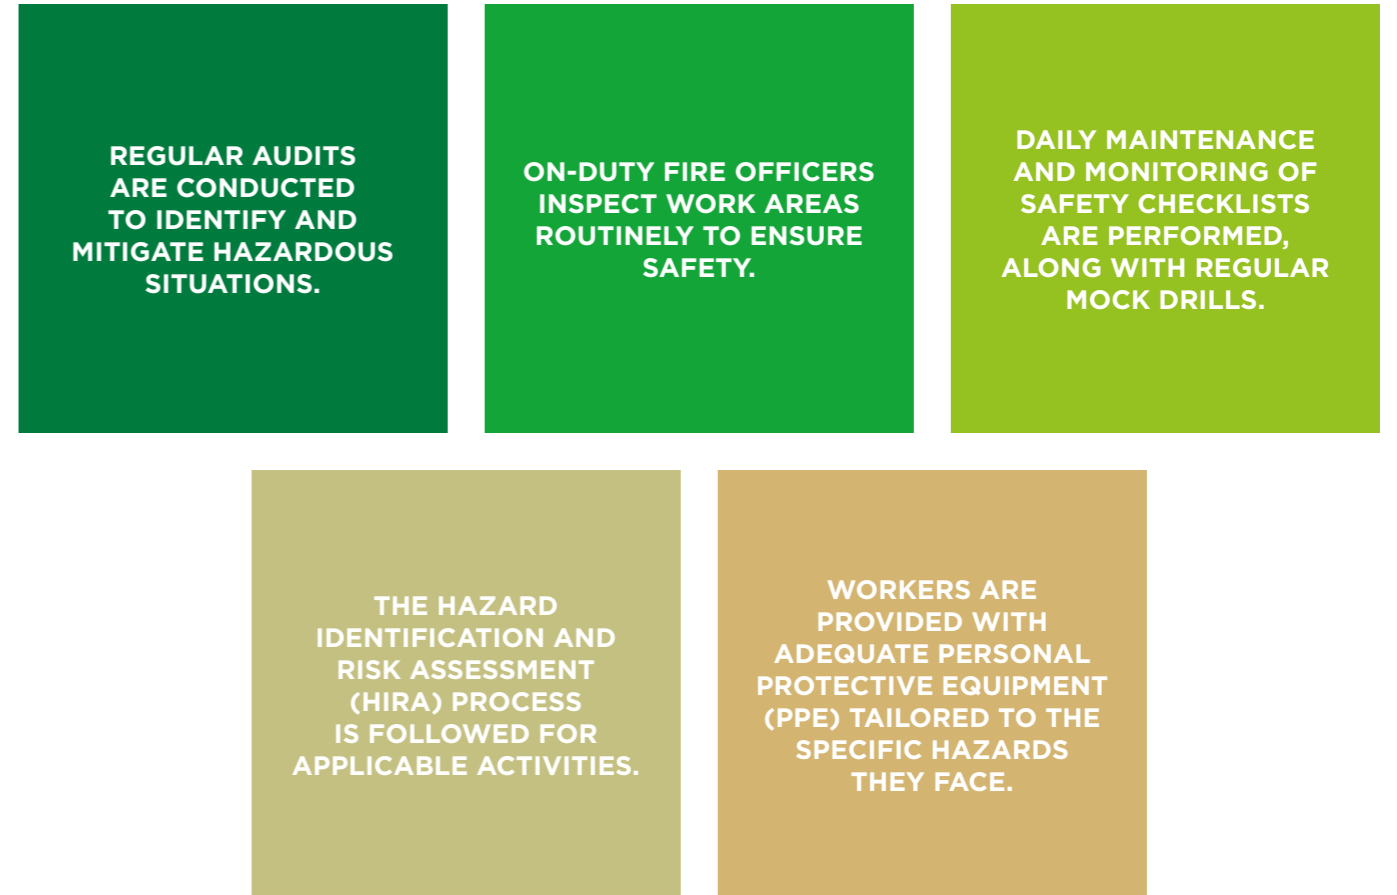 REGULAR AUDITS
ARE CONDUCTED
TO IDENTIFY AND
MITIGATE HAZARDOUS
SITUATIONS.
ON-DUTY FIRE OFFICERS
INSPECT WORK AREAS
ROUTINELY TO ENSURE
SAFETY.
DAILY MAINTENANCE
AND MONITORING OF
SAFETY CHECKLISTS
ARE PERFORMED,
ALONG WITH REGULAR
MOCK DRILLS.
THE HAZARD
IDENTIFICATION AND
RISK ASSESSMENT
(HIRA) PROCESS
IS FOLLOWED FOR
APPLICABLE ACTIVITIES.
WORKERS ARE
PROVIDED WITH
ADEQUATE PERSONAL
PROTECTIVE EQUIPMENT
(PPE) TAILORED TO THE
SPECIFIC HAZARDS
THEY FACE.